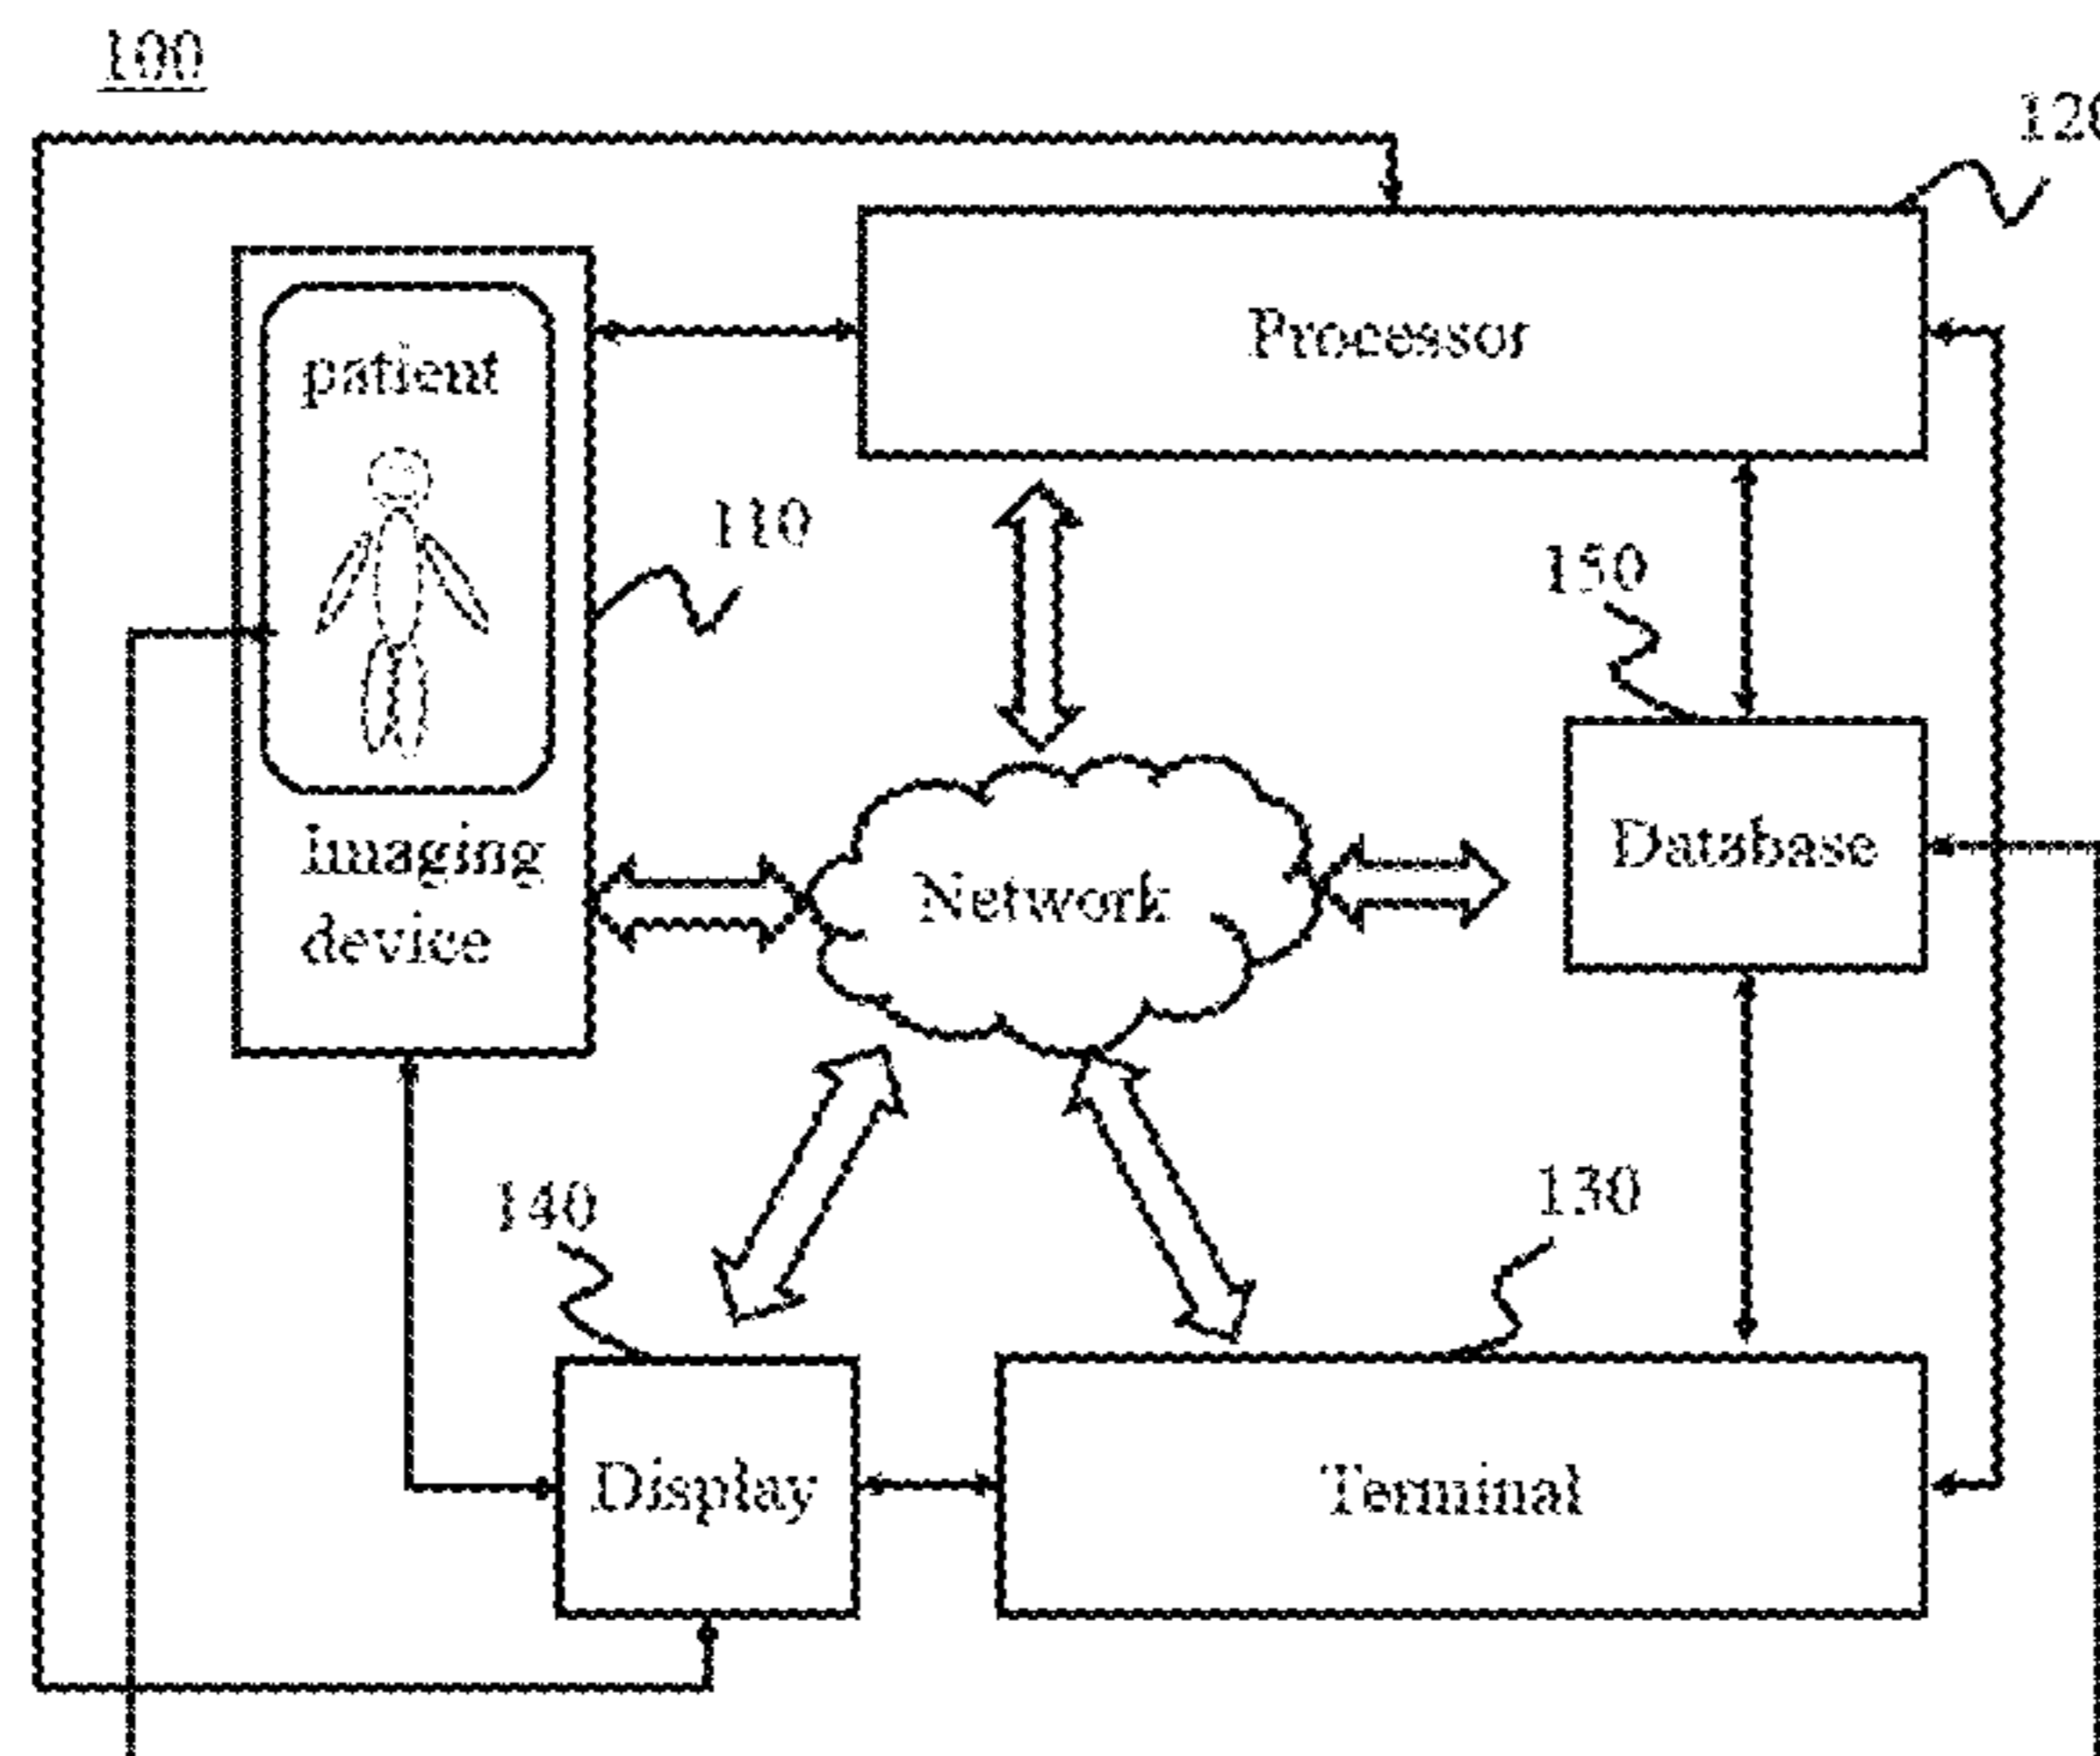 100
120
Processor
patient
110
150
imaging
device
Network
Database
140
130
Display
Terminal